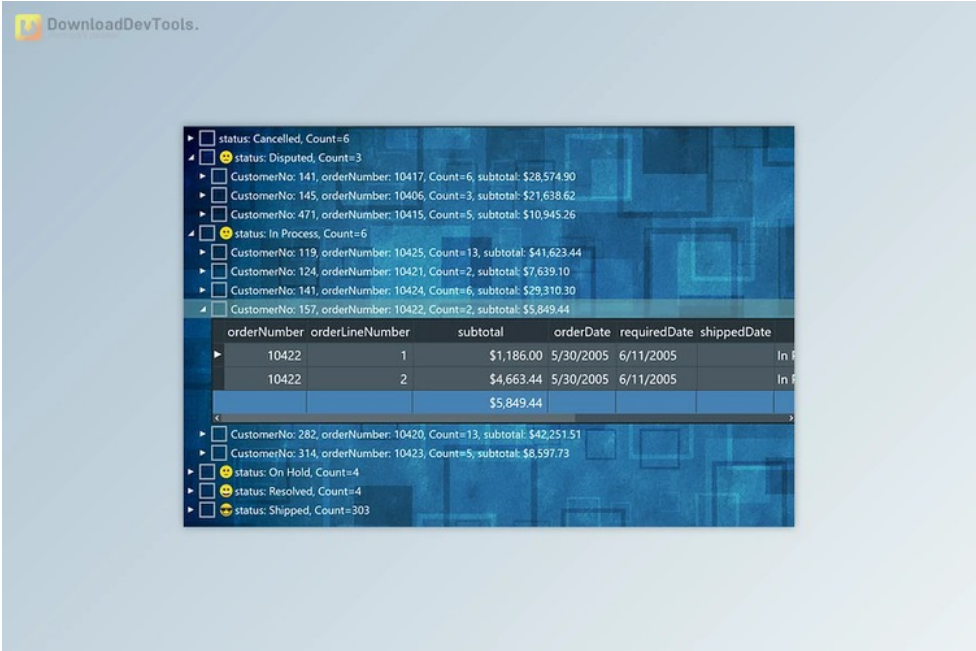 DownloadDevTools.
status: Cancelled, Count=6
status: Disputed, Count=3
CustomerNo: 141, orderNumber: 10417, Count=6, subtotal: $28,574.90
CustomerNo: 145, orderNumber: 10406, Count=3, subtotal: $21,638.62
CustomerNo: 471, orderNumber: 10415, Count=5, subtotal: $10,945.26
status: In Process, Count=6
CustomerNo: 119, orderNumber: 10425, Count=13, subtotal: $41,623.44
CustomerNo: 124, orderNumber: 10421, Count=2, subtotal: $7,639.10
CustomerNo: 141, orderNumber: 10424, Count=6, subtotal: $29,310.30
CustomerNo: 157, orderNumber: 10422, Count=2, subtotal: $5,849.44
orderNumber orderLineNumber subtotal orderDate requiredDate shippedDate
10422 1 $1,186.00 5/30/2005 6/11/2005 In
10422 2 $4,663.44 5/30/2005 6/11/2005 In
$5,849.44
CustomerNo: 282, orderNumber: 10420, Count=13, subtotal: $42,251.51
CustomerNo: 314, orderNumber: 10423, Count=5, subtotal: $8,597.73
status: On Hold, Count=4
status: Resolved, Count=4
status: Shipped, Count=303